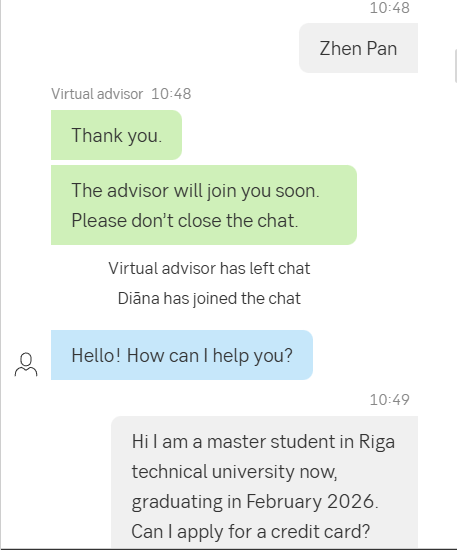 10:48
Zhen Pan
Virtual advisor 10:48
Thank you.
The advisor will join you soon.
Please don't close the chat.
Virtual advisor has left chat
Diāna has joined the chat
Hello! How can I help you?
10:49
Hi I am a master student in Riga
technical university now,
graduating in February 2026.
Can I apply for a credit card?